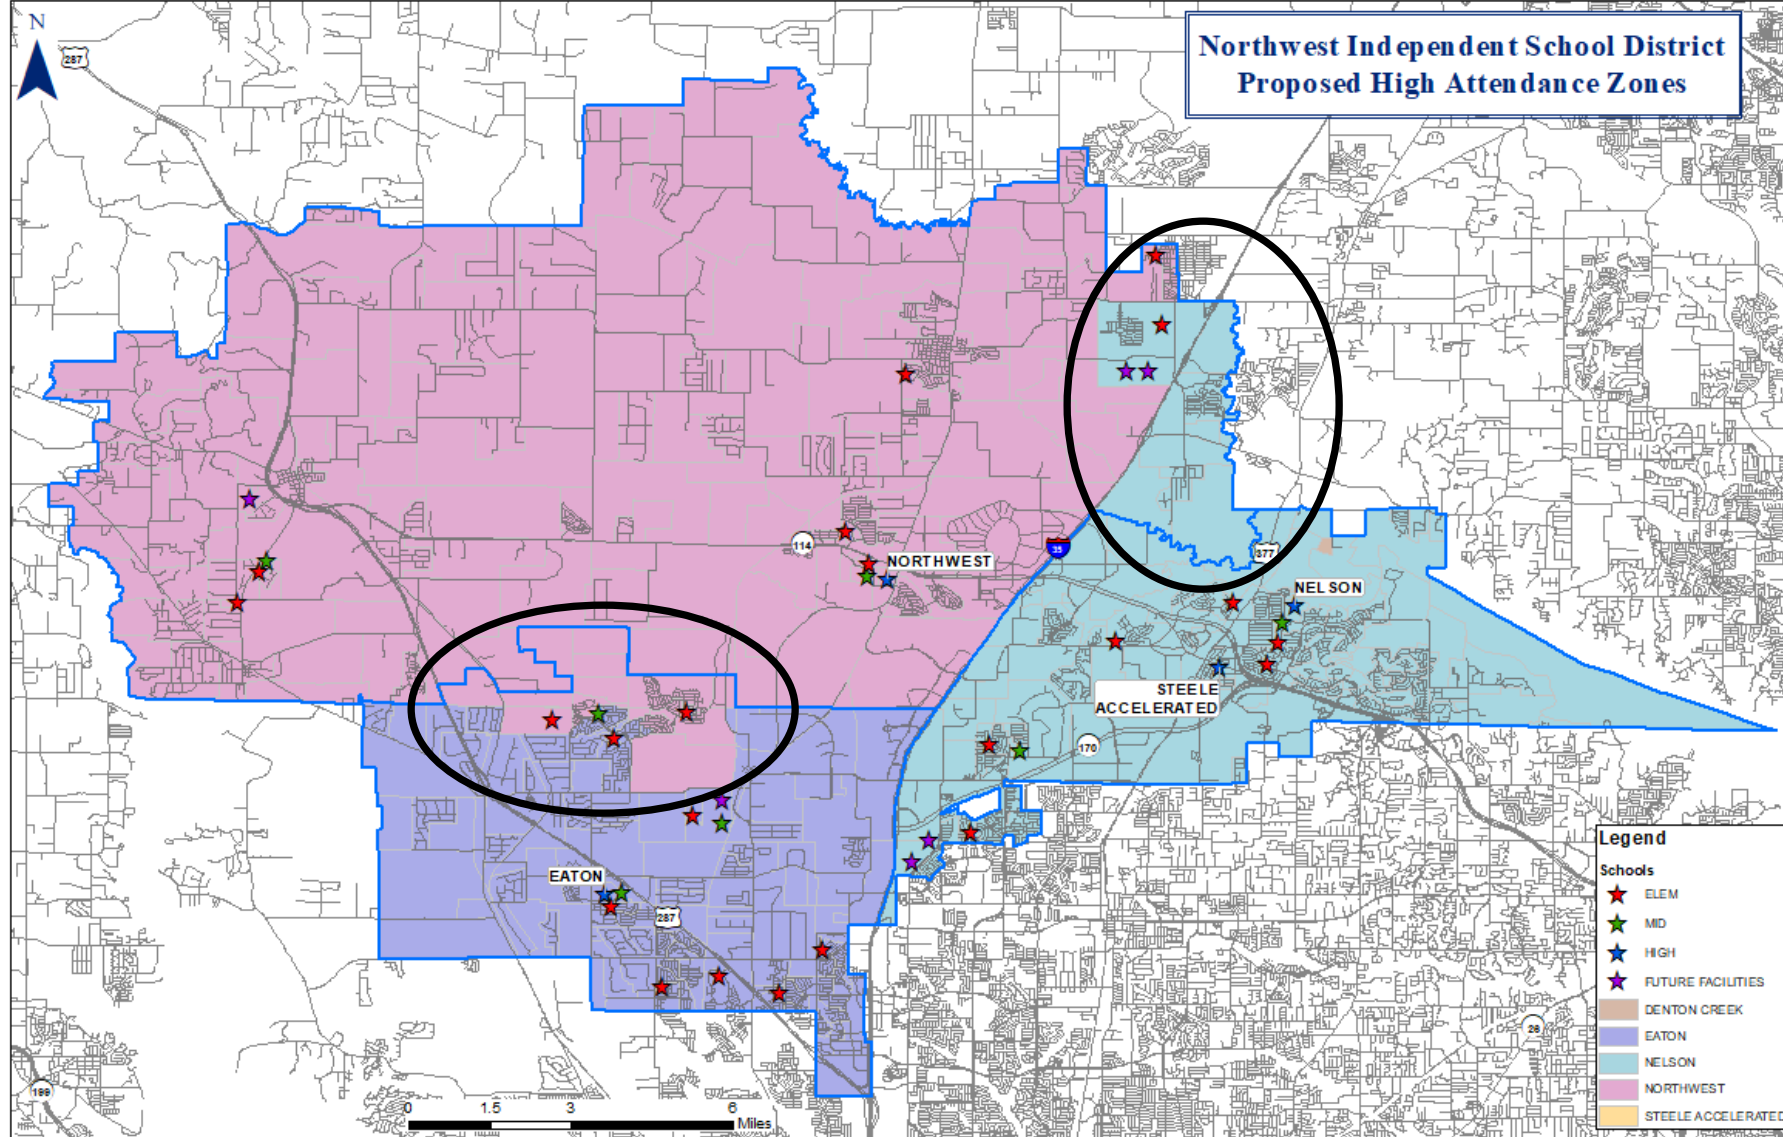 N
287
Northwest Independent School District
Proposed High Attendance Zones
114
NORTHWEST
35
377
NELSON
STEELE
ACCELERATED
170
EATON
287
199
26
0 1.5 3 6
Miles
Legend
Schools
ELEM
MID
HIGH
FUTURE FACILITIES
DENTON CREEK
EATON
NELSON
NORTHWEST
STEELE ACCELERATED